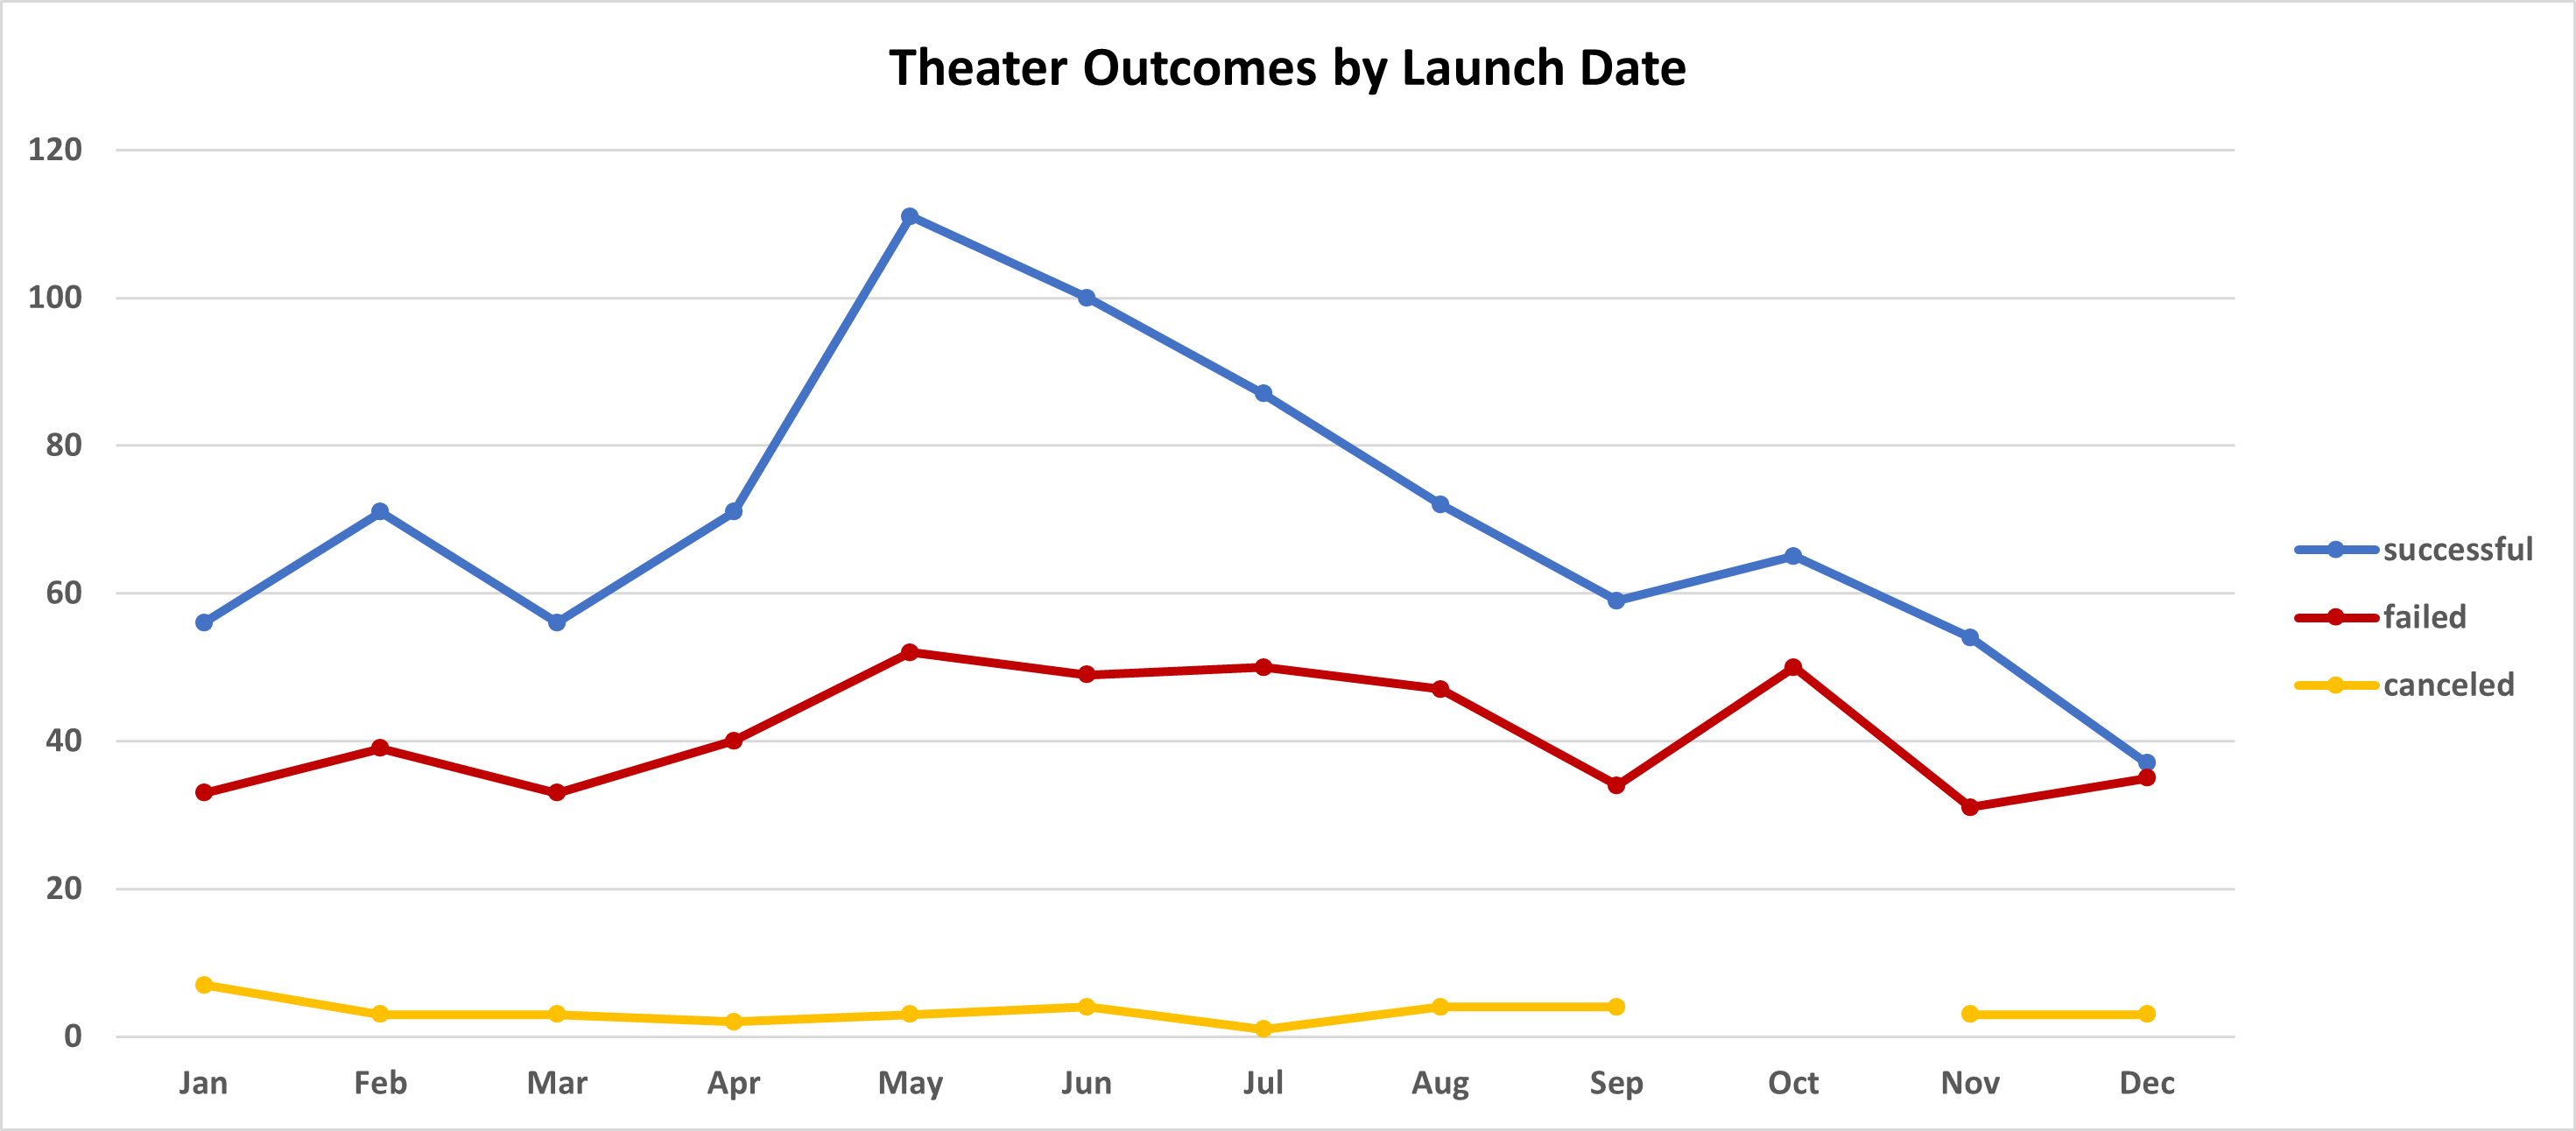 Theater Outcomes by Launch Date
120
100
80
60
40
20
0
Jan Feb Mar Apr May Jun Jul Aug Sep Oct Nov Dec
successful
failed
canceled